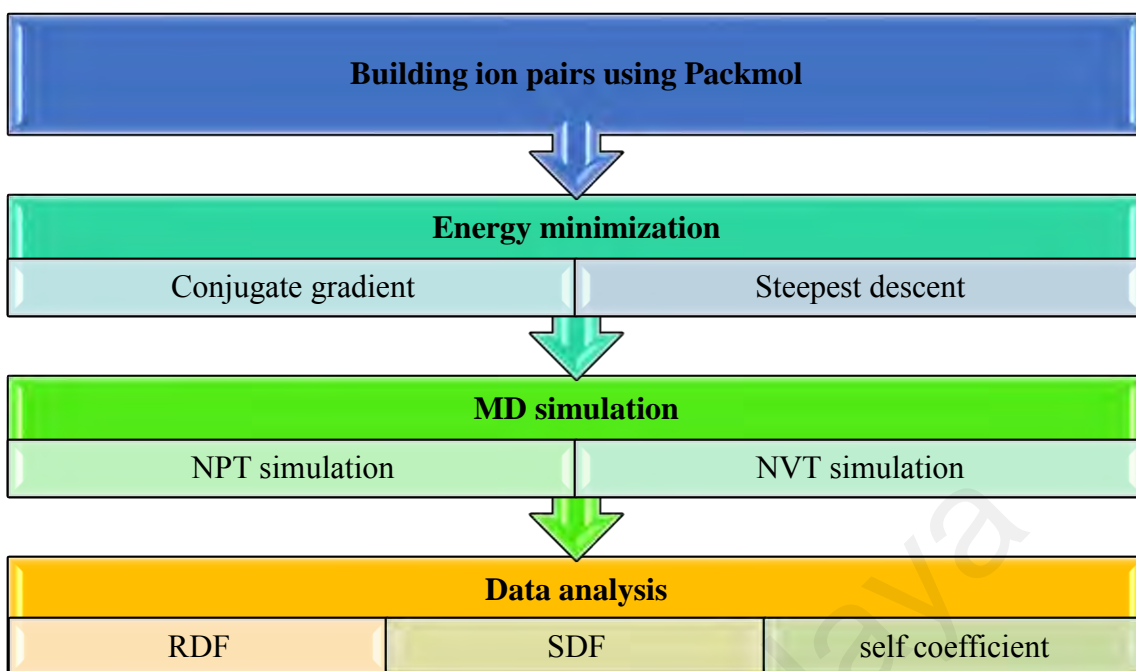 Building ion pairs using Packmol
Energy minimization
Conjugate gradient Steepest descent
MD simulation
NPT simulation NVT simulation
Data analysis
RDF SDF self coefficient